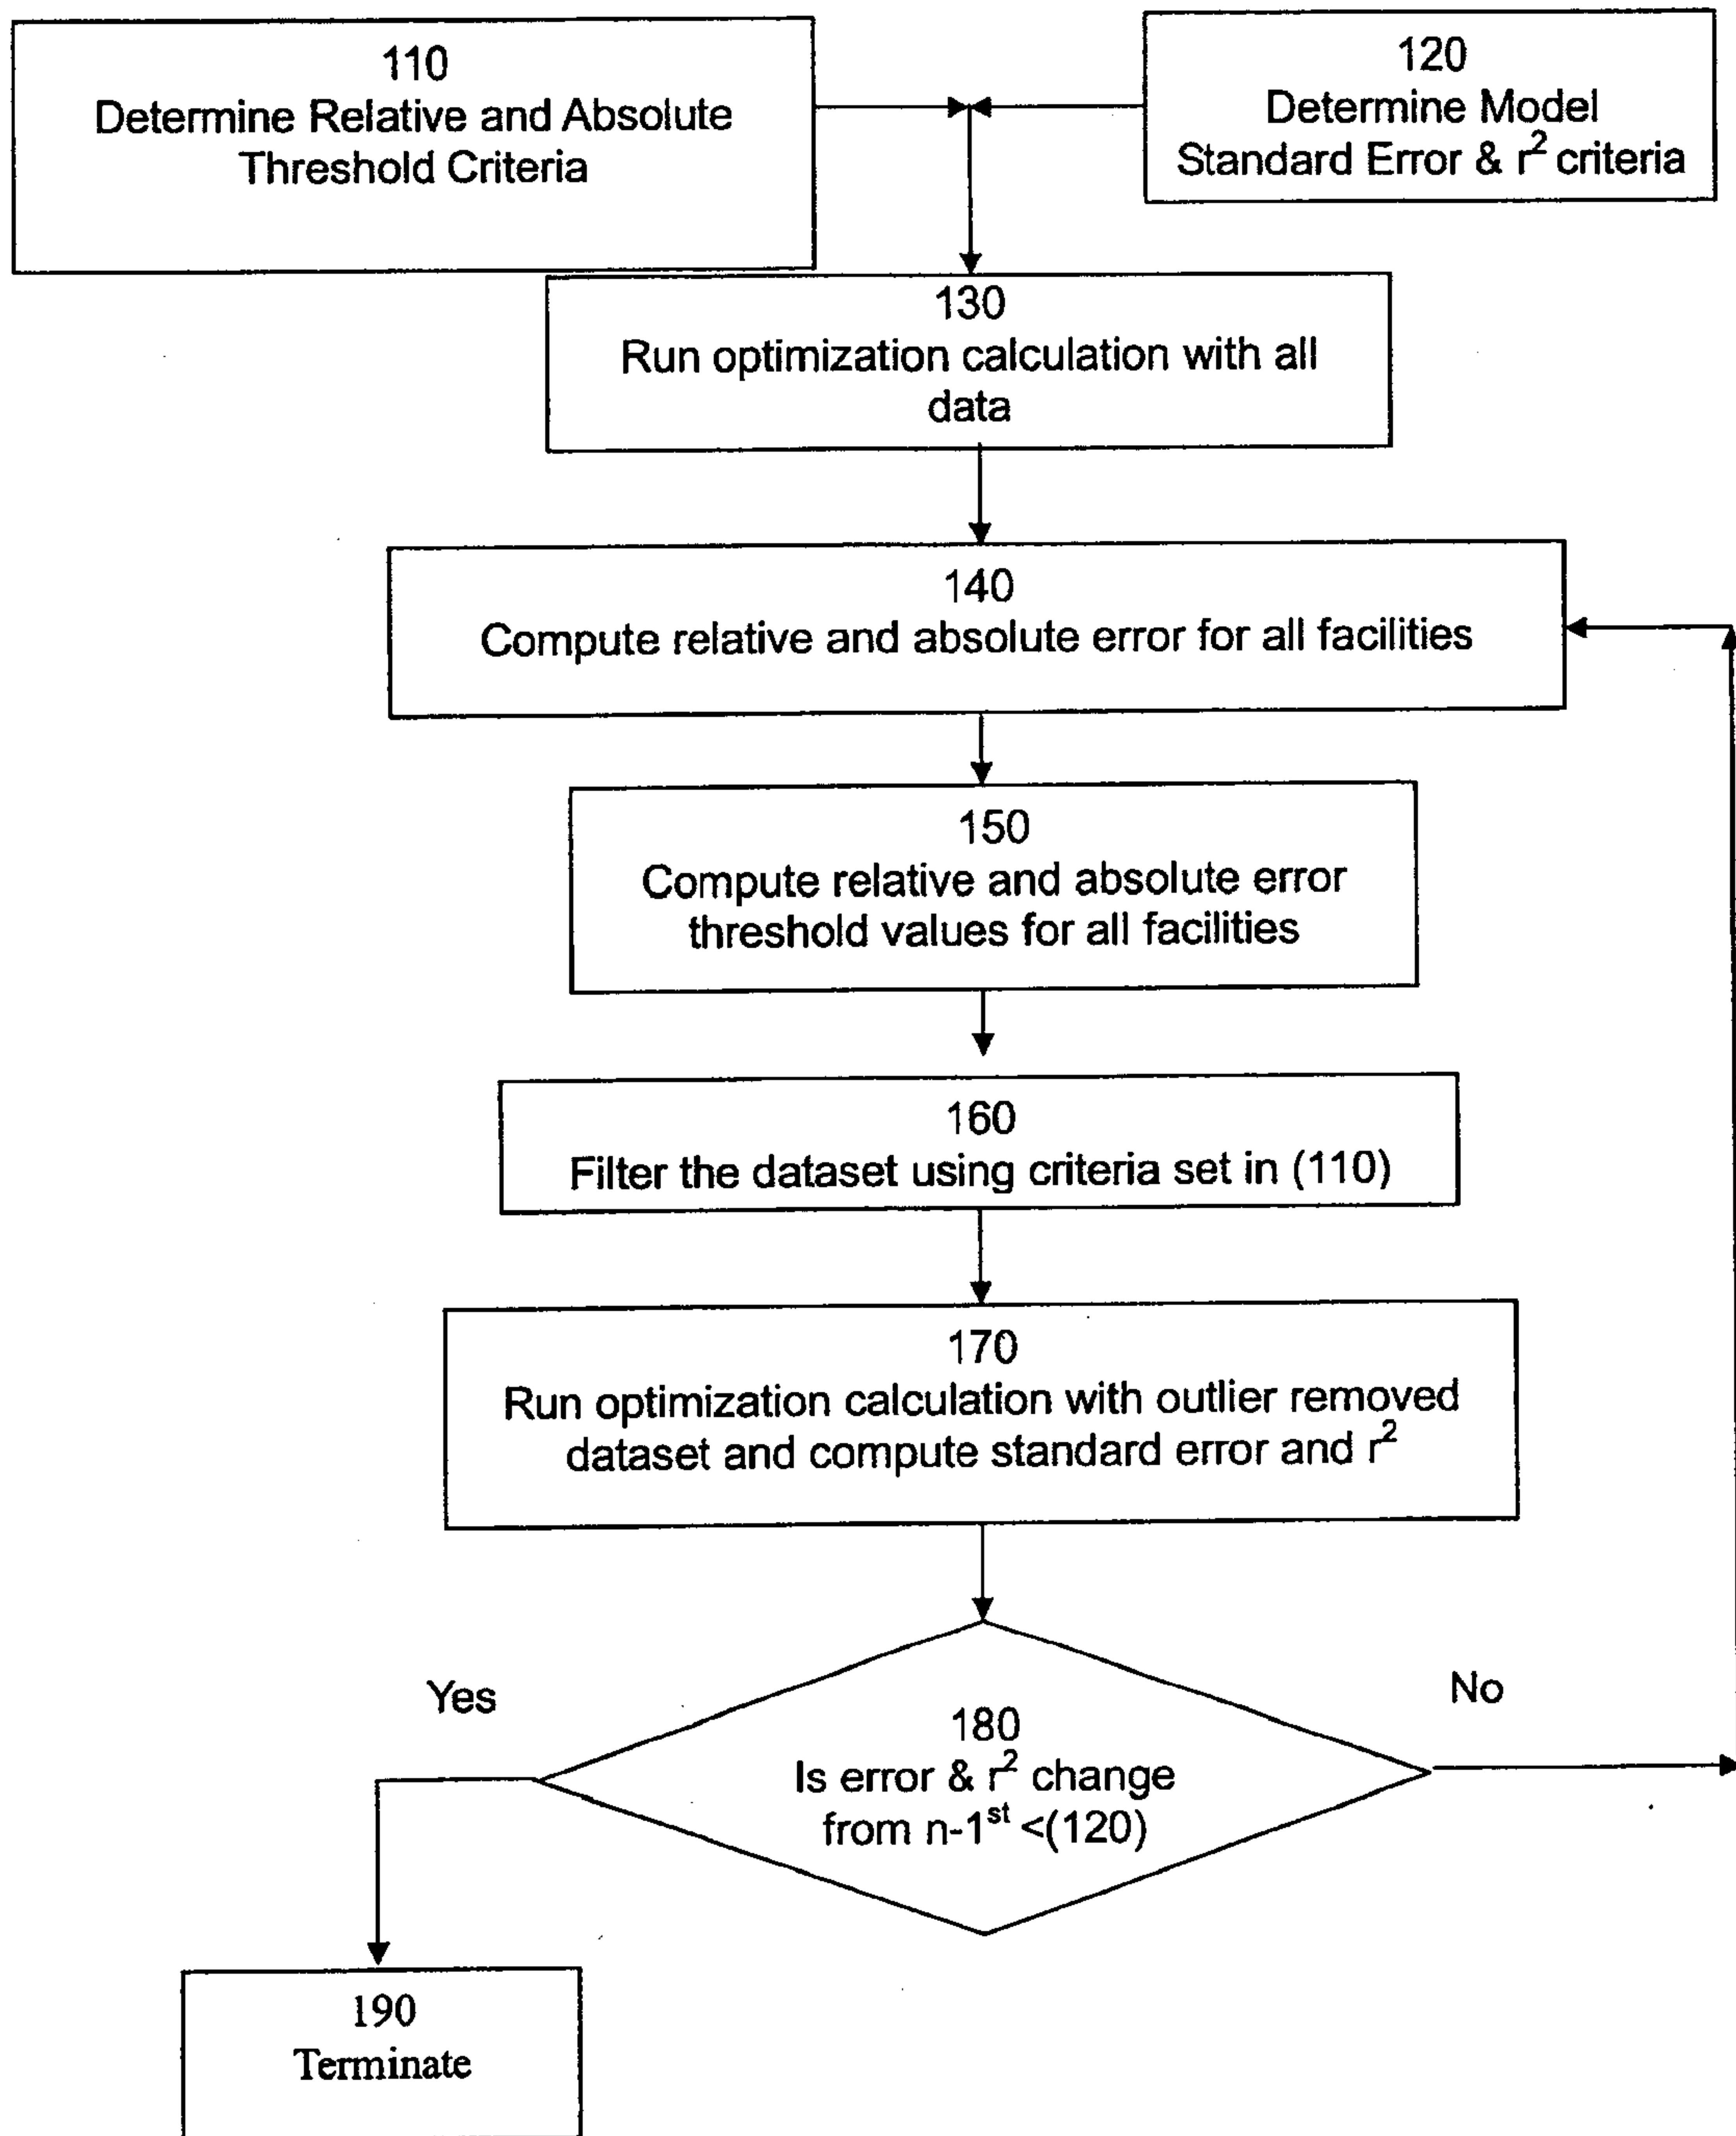 110
Determine Relative and Absolute
Threshold Criteria
120
Determine Model
Standard Error & r² criteria
130
Run optimization calculation with all
data
140
Compute relative and absolute error for all facilities
150
Compute relative and absolute error
threshold values for all facilities
160
Filter the dataset using criteria set in (110)
170
Run optimization calculation with outlier removed
dataset and compute standard error and r²
Yes
No
180
Is error & r² change
from n-1ˢᵗ <(120)
190
Terminate